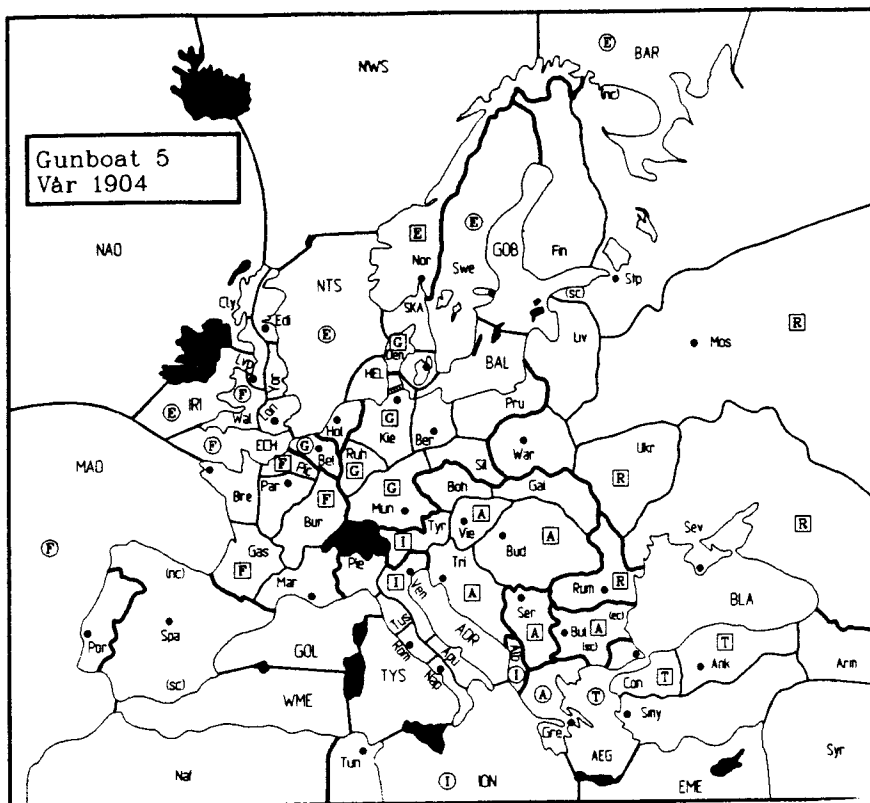 E
BAR
NWS
(nc)
Gunboat 5
Vår 1904
E
E
NAO
Nor
Swe
GOB
Fin
Stp
NTS
(sc)
Cly
SKA
R
Edi
E
G
Den
Liv
Mos
BAL
Lvp
Yor
HEL
IRI
F
Pru
E
Wal
Lon
Hol
G
Kie
Ber
War
Ukr
F
ECH
G
Bel
Ruh
MAO
F
Pic
G
Sil
R
Par
G
Boh
Gal
Bre
F
Mun
Sev
Bur
Tyr
Vie
A
A
R
Gas
I
Bud
F
Pie
Tri
Rum
R
BLA
(nc)
Mar
I
Ven
A
Ser
(ec)
Bul
A
T
F
Tus
ADR
A
(sc)
Por
Spa
GOL
Rom
Apu
Alb
Con
T
Ank
Arm
(sc)
TYS
Nap
I
A
T
WME
Gre
Smy
AEG
Syr
Naf
Tun
I
ION
EME